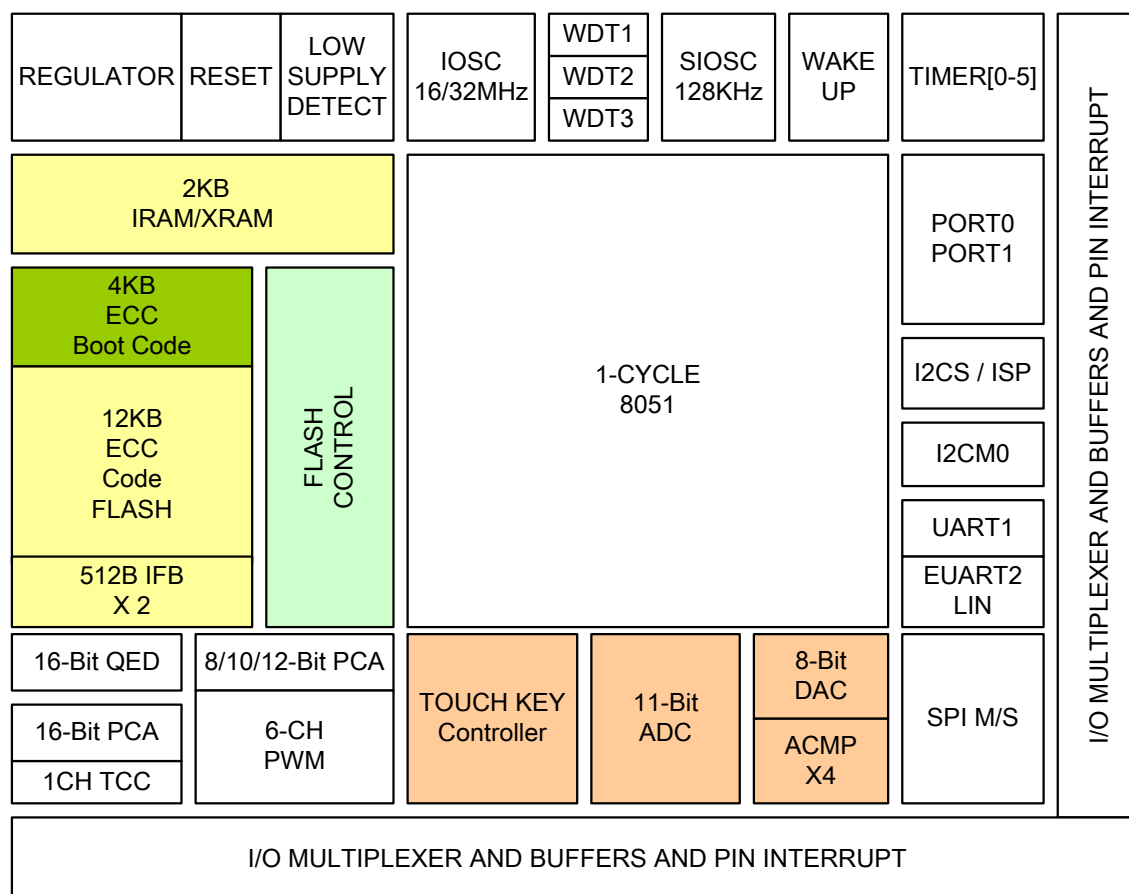 REGULATOR
RESET
LOW
SUPPLY
DETECT
IOSC
16/32MHz
WDT1
WDT2
WDT3
SIOSC
128KHz
WAKE
UP
TIMER[0-5]
I/O MULTIPLEXER AND BUFFERS AND PIN INTERRUPT
2KB
IRAM/XRAM
4KB
ECC
Boot Code
12KB
ECC
Code
FLASH
512B IFB
X 2
FLASH
CONTROL
1-CYCLE
8051
PORT0
PORT1
I2CS / ISP
I2CM0
UART1
EUART2
LIN
16-Bit QED
16-Bit PCA
1CH TCC
8/10/12-Bit PCA
6-CH
PWM
TOUCH KEY
Controller
11-Bit
ADC
8-Bit
DAC
ACMP
X4
SPI M/S
I/O MULTIPLEXER AND BUFFERS AND PIN INTERRUPT